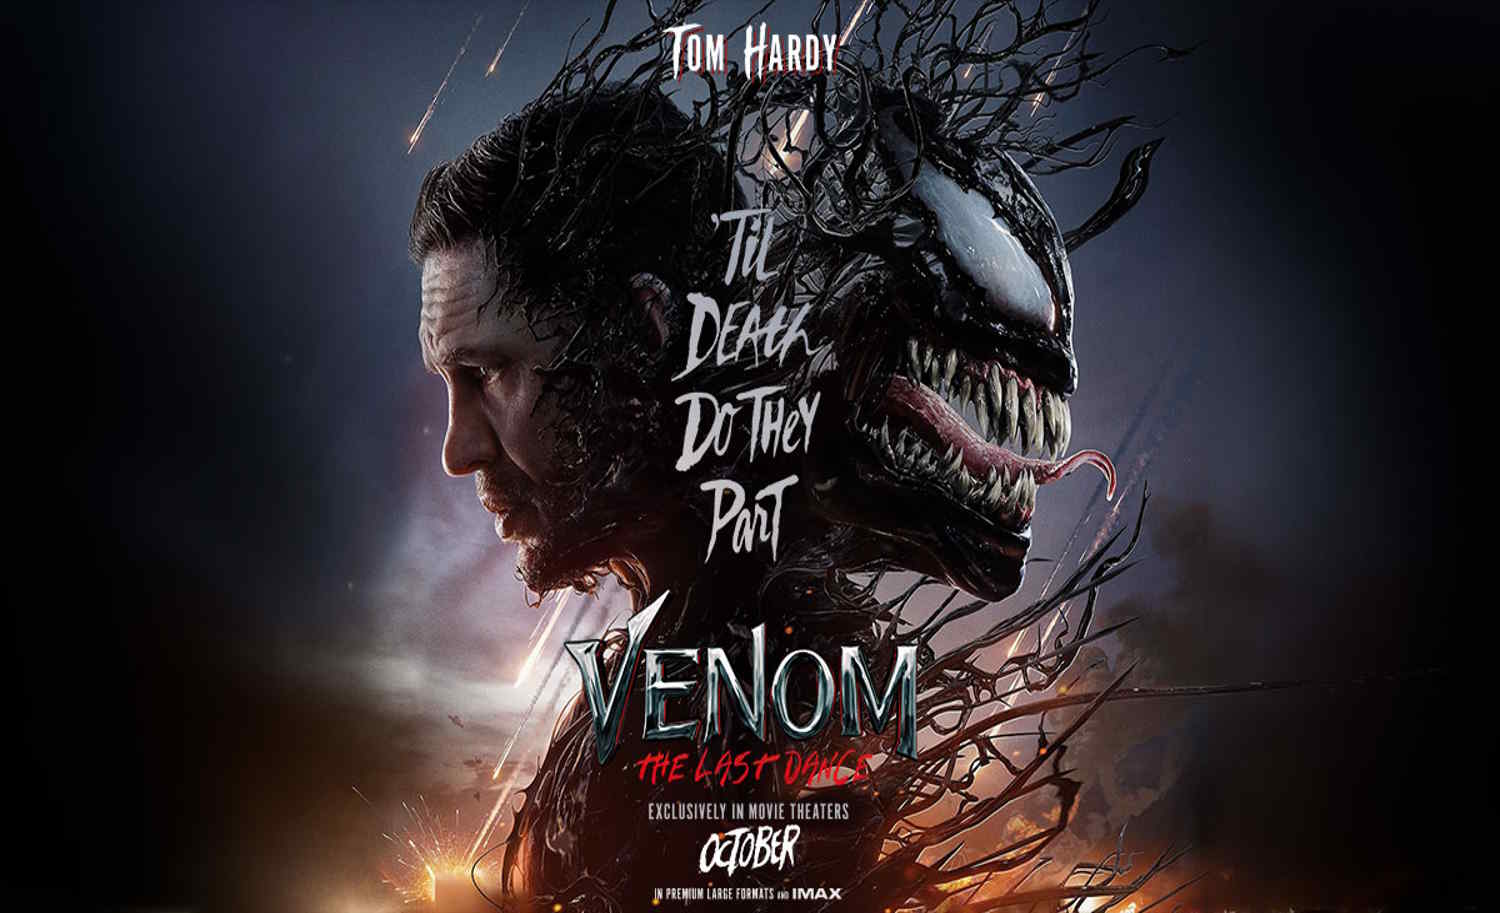 Tom Hardy
'Til
Death
Do They
Part
VENOM
THE LAST DANCE
EXCLUSIVELY IN MOVIE THEATERS
OCTOBER
IN PREMIUM LARGE FORMATS AND IMAX